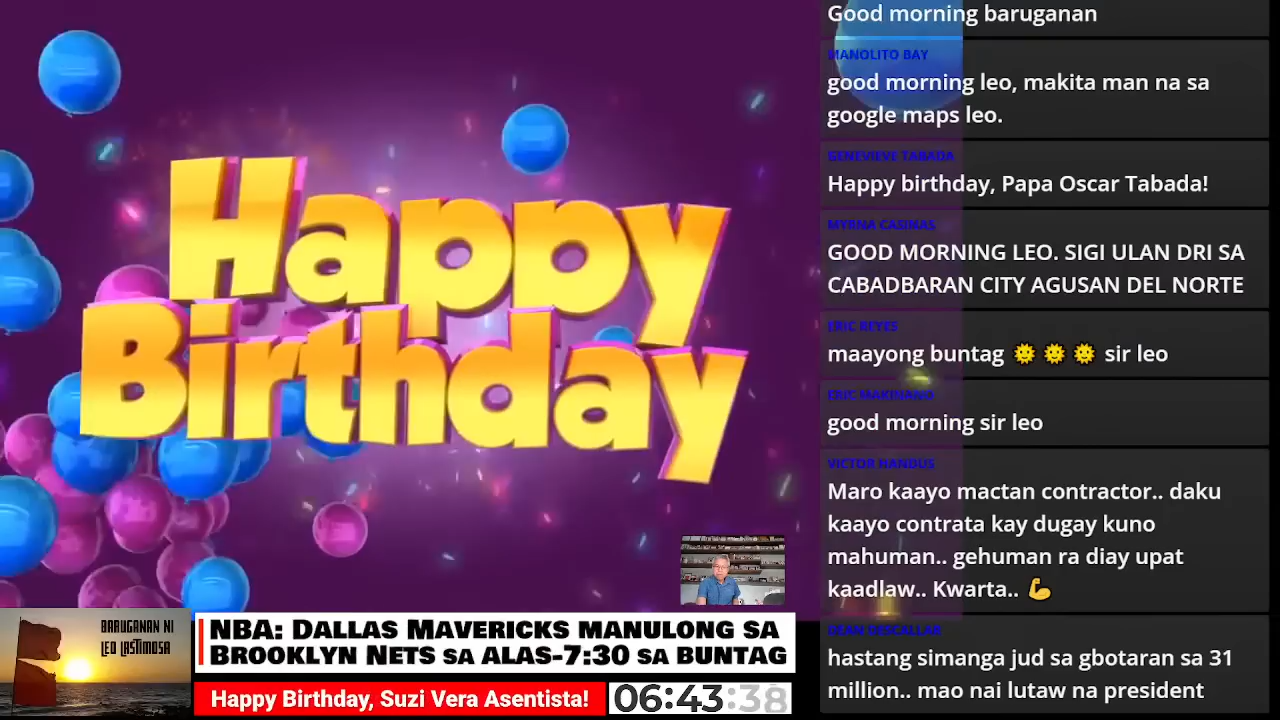 Happy
Birthday
BARUGANAN NI
LEO LASTIMOSA
NBA: DALLAS MAVERICKS MANULONG SA
BROOKLYN NETS SA ALAS-7:30 SA BUNTAG
Happy Birthday, Suzi Vera Asentista!
06:43:38
Good morning baruganan
MANOLITO BAY
good morning leo, makita man na sa
google maps leo.
GENEVIEVE TABADA
Happy birthday, Papa Oscar Tabada!
MYRNA CASINAS
GOOD MORNING LEO. SIGI ULAN DRI SA
CABADBARAN CITY AGUSAN DEL NORTE
ERIC REYES
maayong buntag 🌞 🌞 🌞 sir leo
ERIC MAKINANO
good morning sir leo
VICTOR NANDUS
Maro kaayo mactan contractor.. daku
kaayo contrata kay dugay kuno
mahuman.. gehuman ra diay upat
kaadlaw.. Kwarta.. 💪
DEAN DESCALLAR
hastang simanga jud sa gbotaran sa 31
million.. mao nai lutaw na president